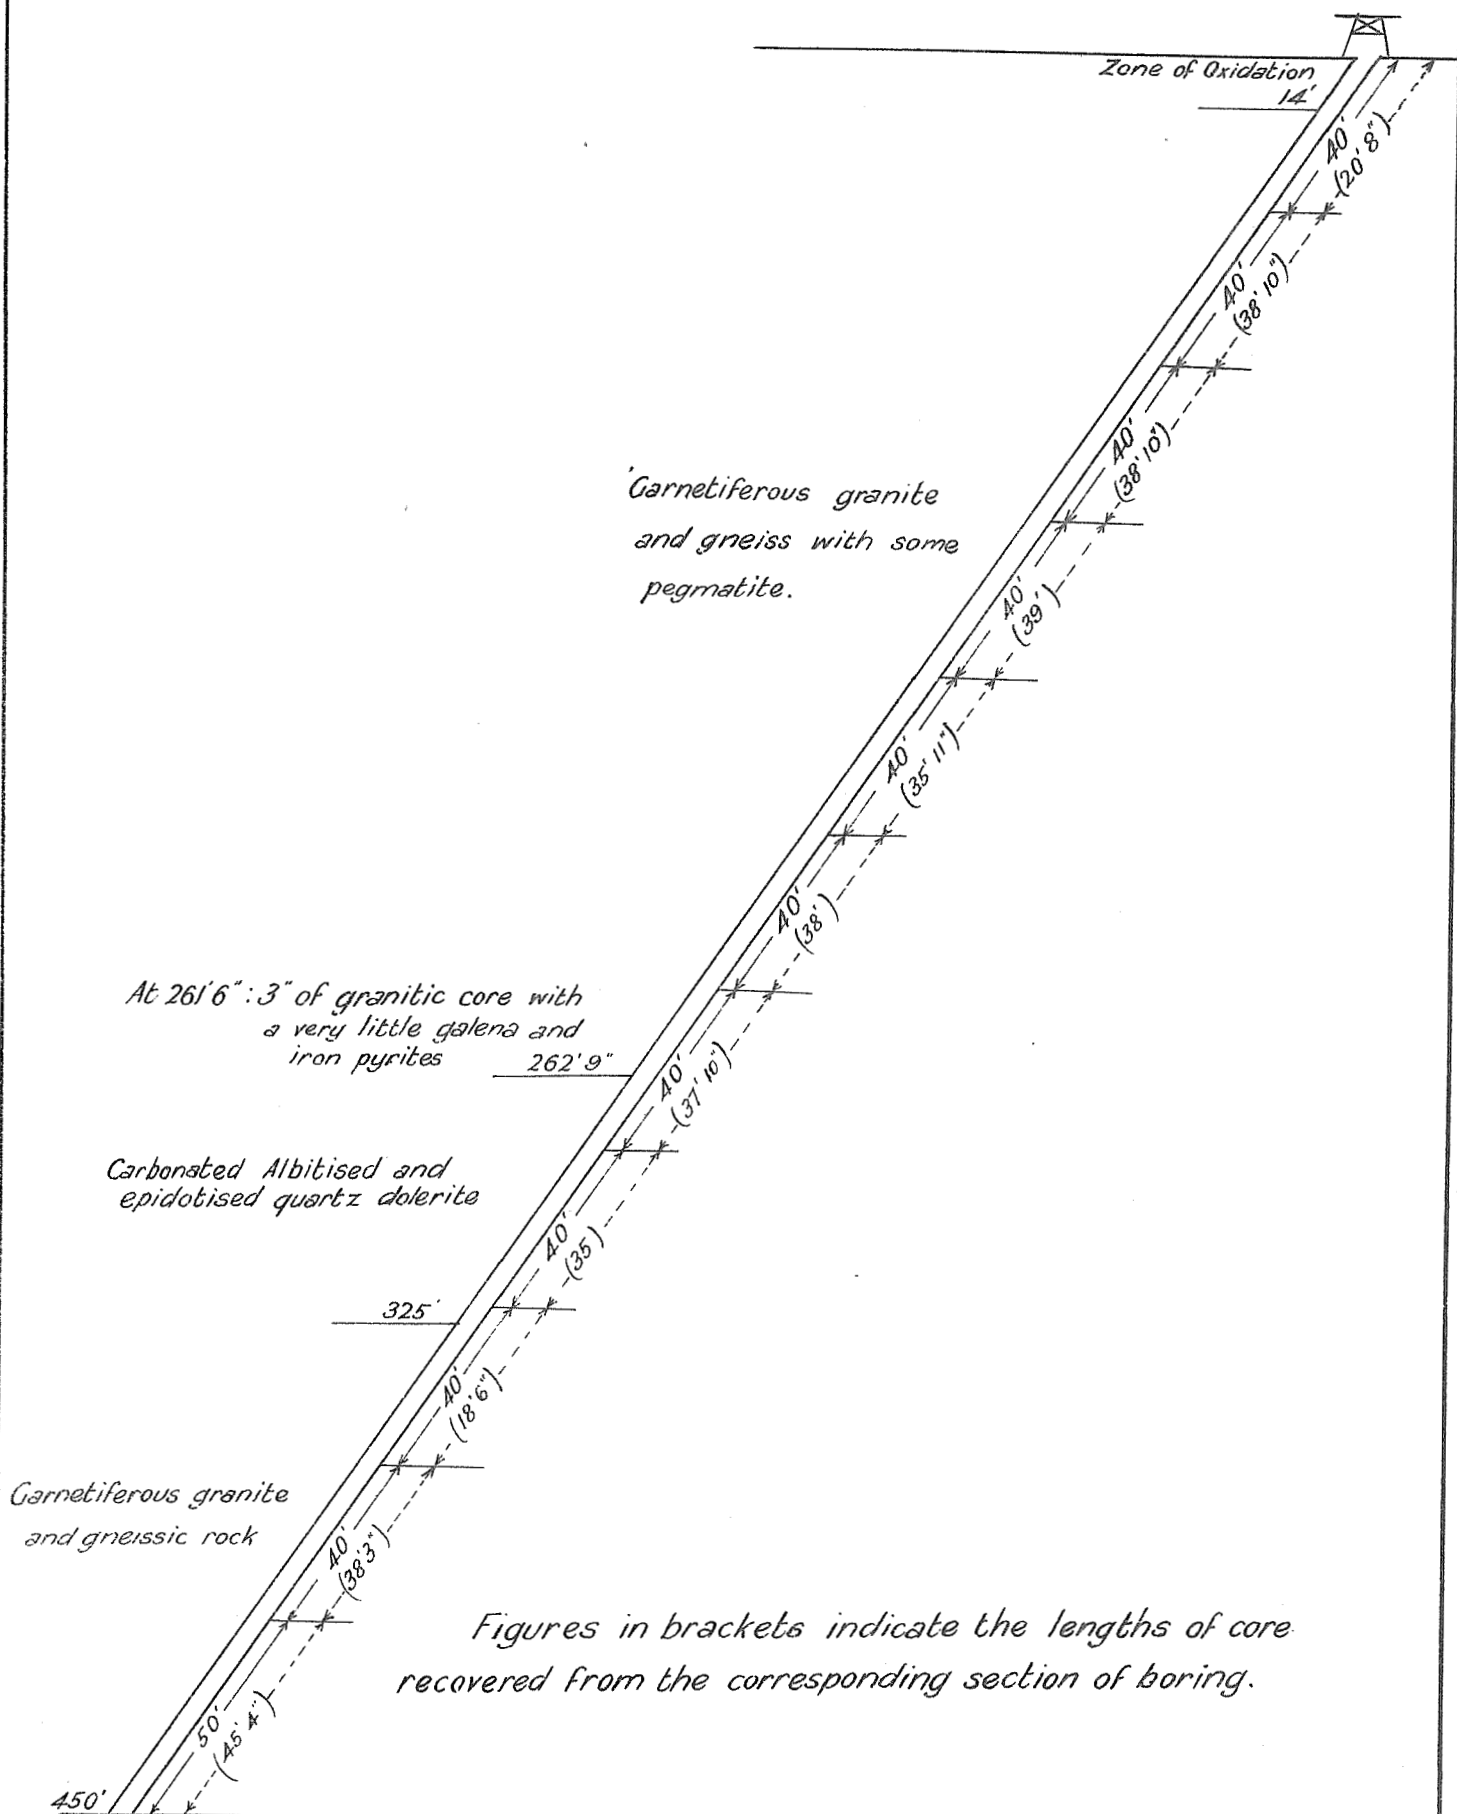 Zone of Oxidation
14'
40'
(20' 8")
40'
(38' 10")
40'
(38' 10")
'Garnetiferous granite
and gneiss with some
pegmatite.
40'
(39')
40'
(35' 11")
40'
(38')
At 261'6" : 3" of granitic core with
a very little galena and
iron pyrites
262'9"
40'
(37' 10")
Carbonated Albitised and
epidotised quartz dolerite
40'
(35)
325'
40'
(18'6")
Garnetiferous granite
and gneissic rock
40'
(38'3")
Figures in brackets indicate the lengths of core
recovered from the corresponding section of boring.
50'
(45' 4")
450'